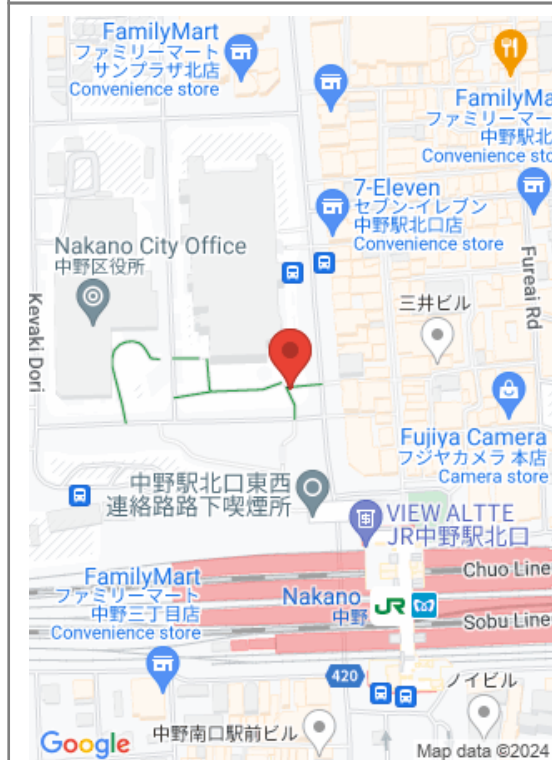 FamilyMart
ファミリーマート
サンプラザ北店
Convenience store
FamilyMa
ファミリーマー
中野駅北
Convenience sto
7-Eleven
セブン-イレブン
中野駅北口店
Convenience store
Nakano City Office
中野区役所
Fureai Rd
三井ビル
Kevaki Dori
Fujiya Camera
フジヤカメラ 本店
Camera store
中野駅北口東西
連絡路路下喫煙所
VIEW ALTTE
JR中野駅北口
Chuo Line
FamilyMart
ファミリーマート
中野三丁目店
Convenience store
Nakano
中野
JR
Sobu Line
420
ノイビル
中野南口駅前ビル
Google
Map data ©2024